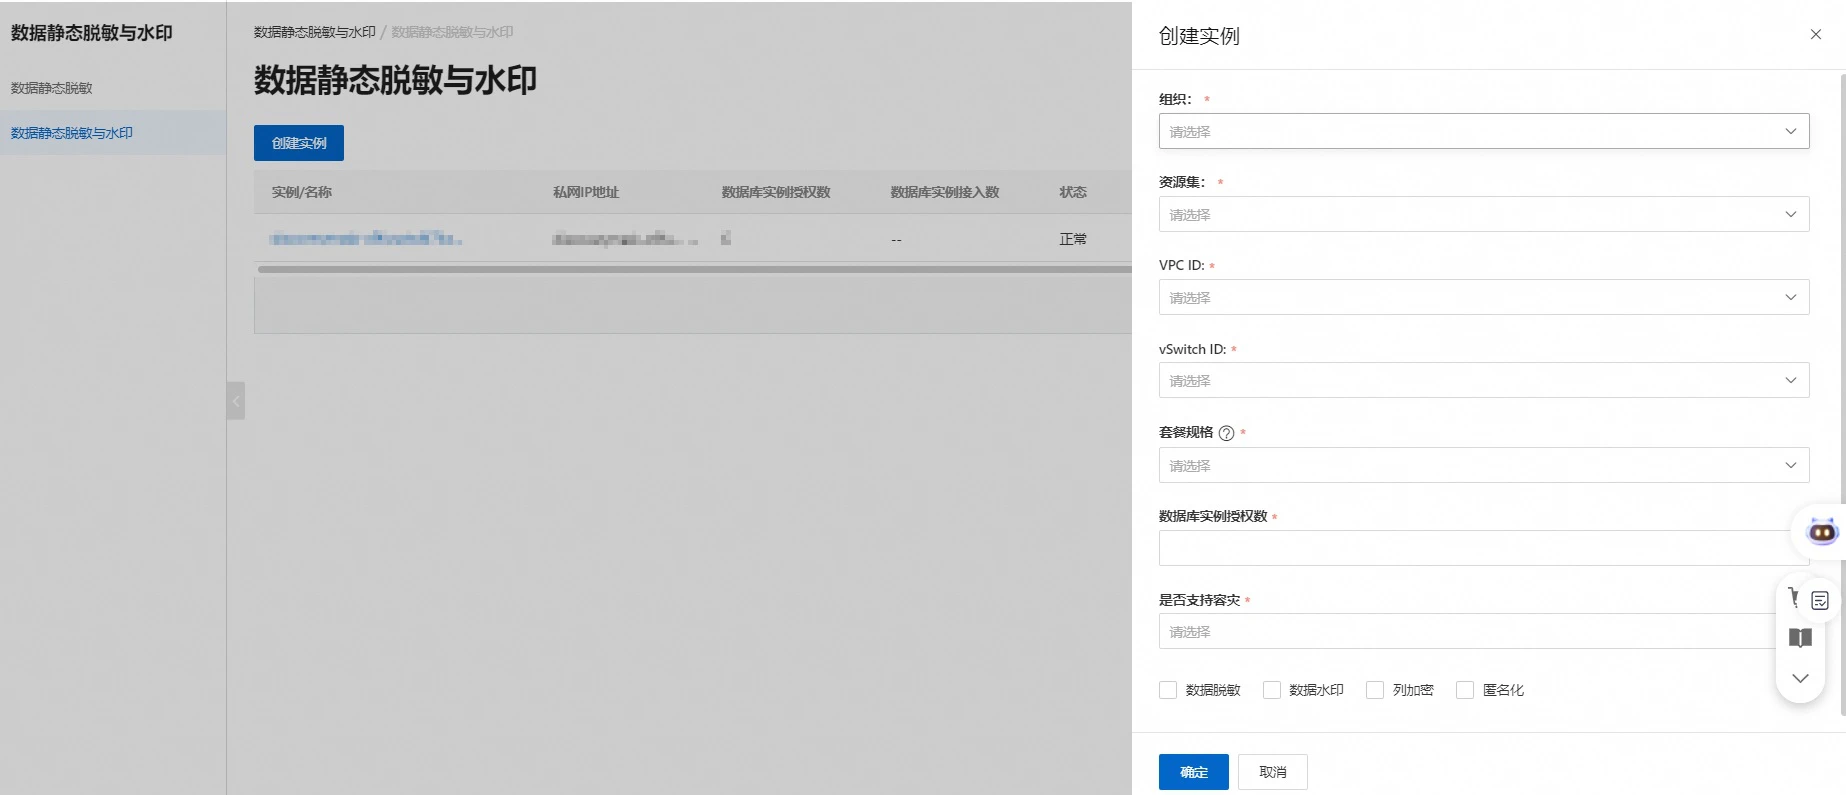 数据静态脱敏与水印
数据静态脱敏
数据静态脱敏与水印
数据静态脱敏与水印 / 数据静态脱敏与水印
数据静态脱敏与水印
创建实例
实例/名称 私网IP地址 数据库实例授权数 数据库实例接入数 状态
-- 正常
创建实例
组织： *
请选择
资源集： *
请选择
VPC ID: *
请选择
vSwitch ID: *
请选择
套餐规格 ? *
请选择
数据库实例授权数 *
是否支持容灾 *
请选择
数据脱敏 数据水印 列加密 匿名化
确定 取消